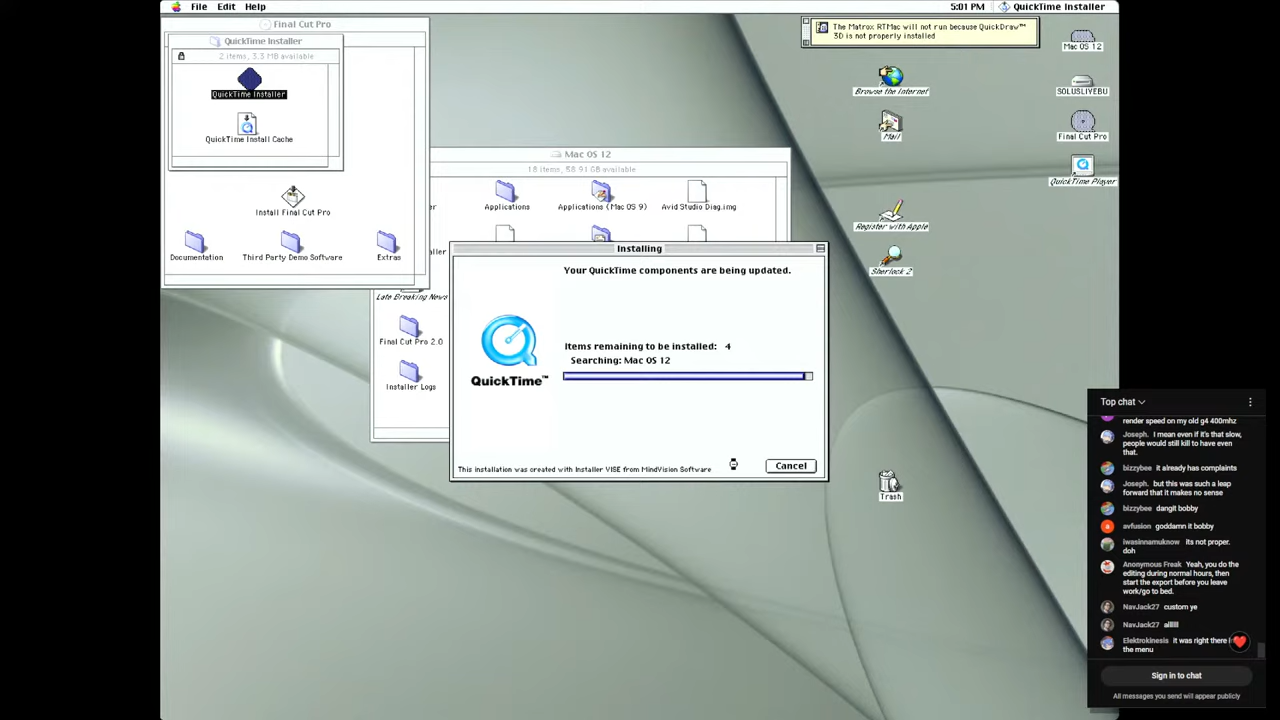 File Edit Help
5:01 PM QuickTime Installer
Final Cut Pro
QuickTime Installer
2 items, 3.3 MB available
QuickTime Installer
QuickTime Install Cache
Install Final Cut Pro
Documentation
Third Party Demo Software
Extras
Mac OS 12
18 items, 58.91 GB available
Applications
Applications (Mac OS 9)
Avid Studio Diag.img
Late Breaking News
Final Cut Pro 2.0
Installer Logs
Installing
Your QuickTime components are being updated.
Items remaining to be installed: 4
Searching: Mac OS 12
QuickTime™
This installation was created with Installer VISE from MindVision Software
Cancel
The Matrox RTMac will not run because QuickDraw™
3D is not properly installed
Mac OS 12
Browse the Internet
SOLUSLIVEBU
Mail
Final Cut Pro
QuickTime Player
Register with Apple
Sherlock 2
Trash
Top chat
render speed on my old g4 400mhz
Joseph. I mean even if it's that slow,
people would still kill to have even
that.
bizzybee it already has complaints
Joseph. but this was such a leap
forward that it makes no sense
bizzybee dangit bobby
avfusion goddamn it bobby
iwasinnamuknow its not proper.
doh
Anonymous Freak Yeah, you do the
editing during normal hours, then
start the export before you leave
work/go to bed.
NavJack27 custom ye
NavJack27 allllll
Elektrokinesis it was right there
the menu
Sign in to chat
All messages you send will appear publicly